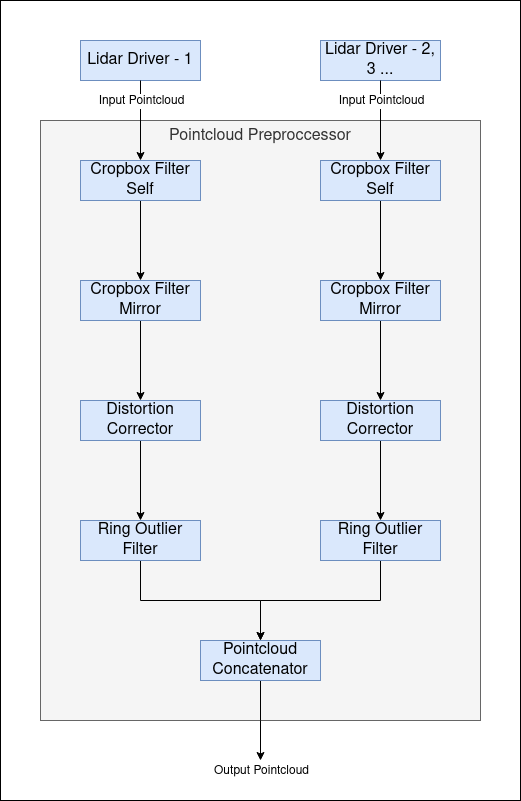 Lidar Driver - 1
Lidar Driver - 2,
3 ...
Input Pointcloud
Input Pointcloud
Pointcloud Preproccessor
Cropbox Filter
Self
Cropbox Filter
Self
Cropbox Filter
Mirror
Cropbox Filter
Mirror
Distortion
Corrector
Distortion
Corrector
Ring Outlier
Filter
Ring Outlier
Filter
Pointcloud
Concatenator
Output Pointcloud